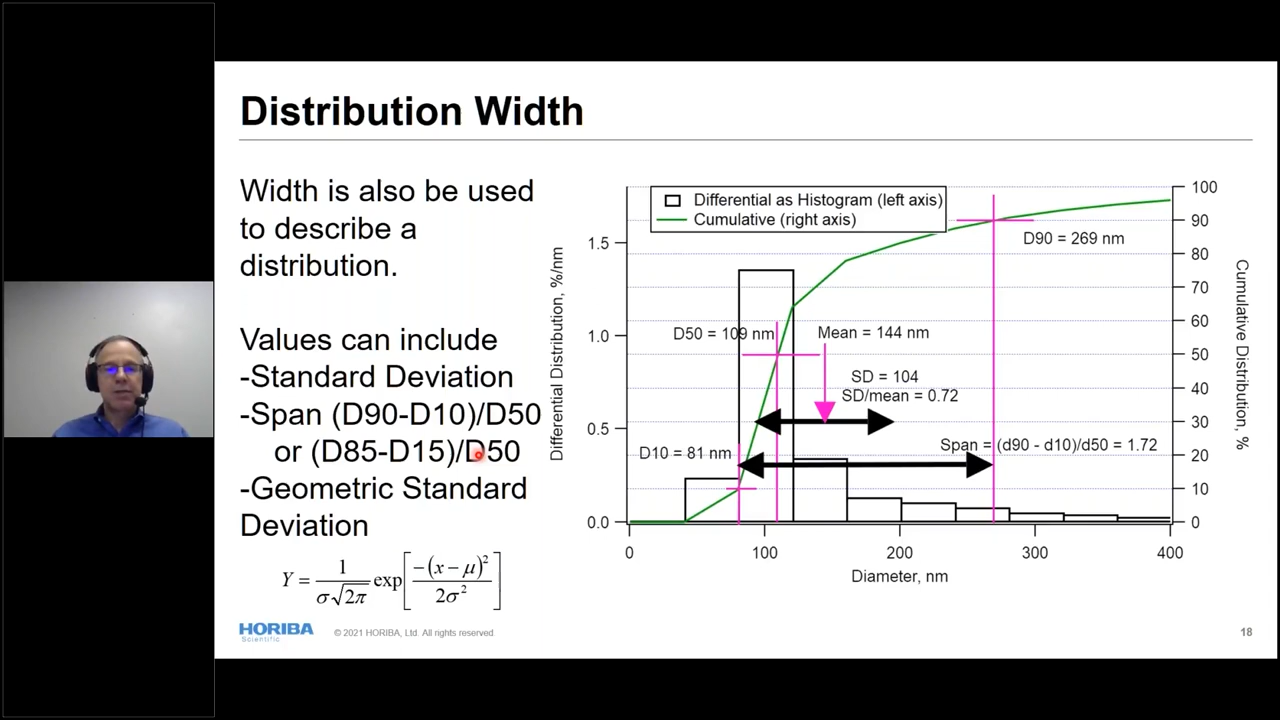 Distribution Width
Width is also be used
to describe a
distribution.
Values can include
-Standard Deviation
-Span (D90-D10)/D50
or (D85-D15)/D50
-Geometric Standard
Deviation
Y = 1/(σ√2π) exp[−(x−μ)²/2σ²]
Differential as Histogram (left axis)
Cumulative (right axis)
Differential Distribution, %/nm
1.5
1.0
0.5
0.0
D50 = 109 nm
Mean = 144 nm
SD = 104
SD/mean = 0.72
D10 = 81 nm
Span = (d90 - d10)/d50 = 1.72
D90 = 269 nm
100
90
80
70
60
50
40
30
20
10
0
Cumulative Distribution, %
0 100 200 300 400
Diameter, nm
HORIBA
Scientific
© 2021 HORIBA, Ltd. All rights reserved.
18